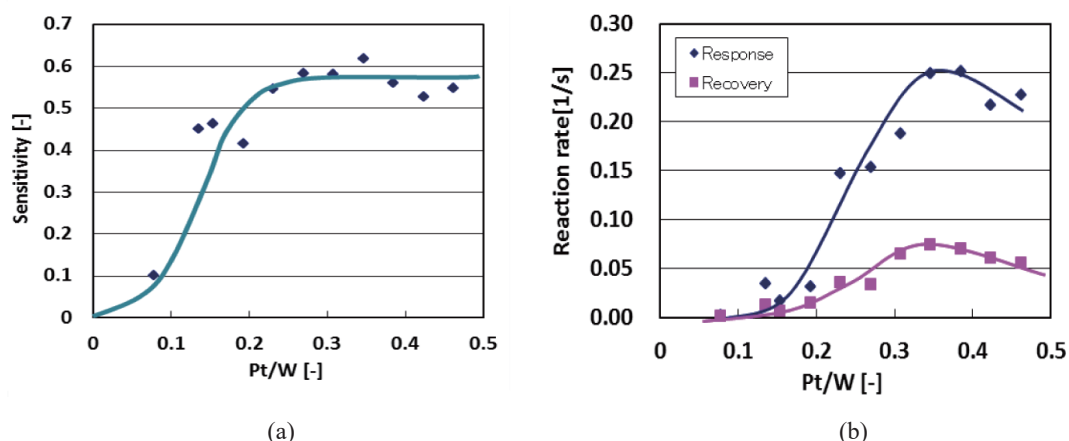 0.7
0.6
0.5
0.4
0.3
0.2
0.1
0
Sensitivity [-]
0 0.1 0.2 0.3 0.4 0.5
Pt/W [-]
(a)
0.30
0.25
0.20
0.15
0.10
0.05
0.00
Reaction rate[1/s]
Response
Recovery
0 0.1 0.2 0.3 0.4 0.5
Pt/W [-]
(b)